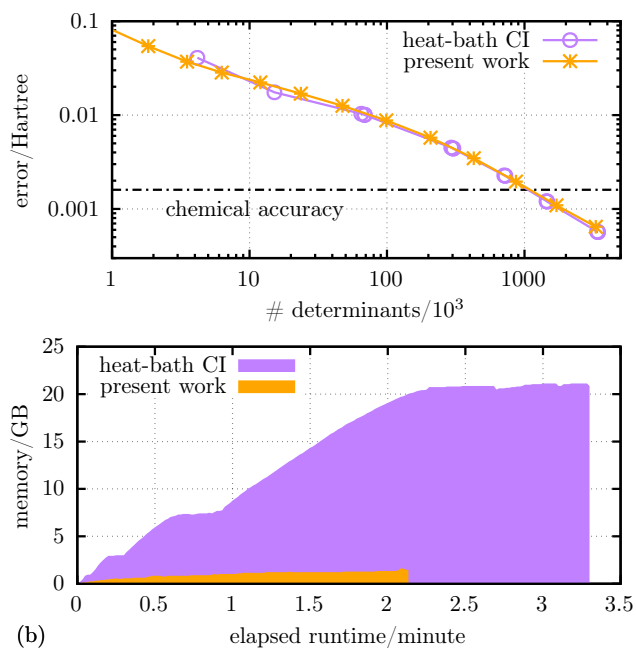 0.1
0.01
0.001
error/Hartree
heat-bath CI
present work
chemical accuracy
1 10 100 1000
# determinants/10³
25
20
15
10
5
0
memory/GB
heat-bath CI
present work
0 0.5 1 1.5 2 2.5 3 3.5
(b) elapsed runtime/minute